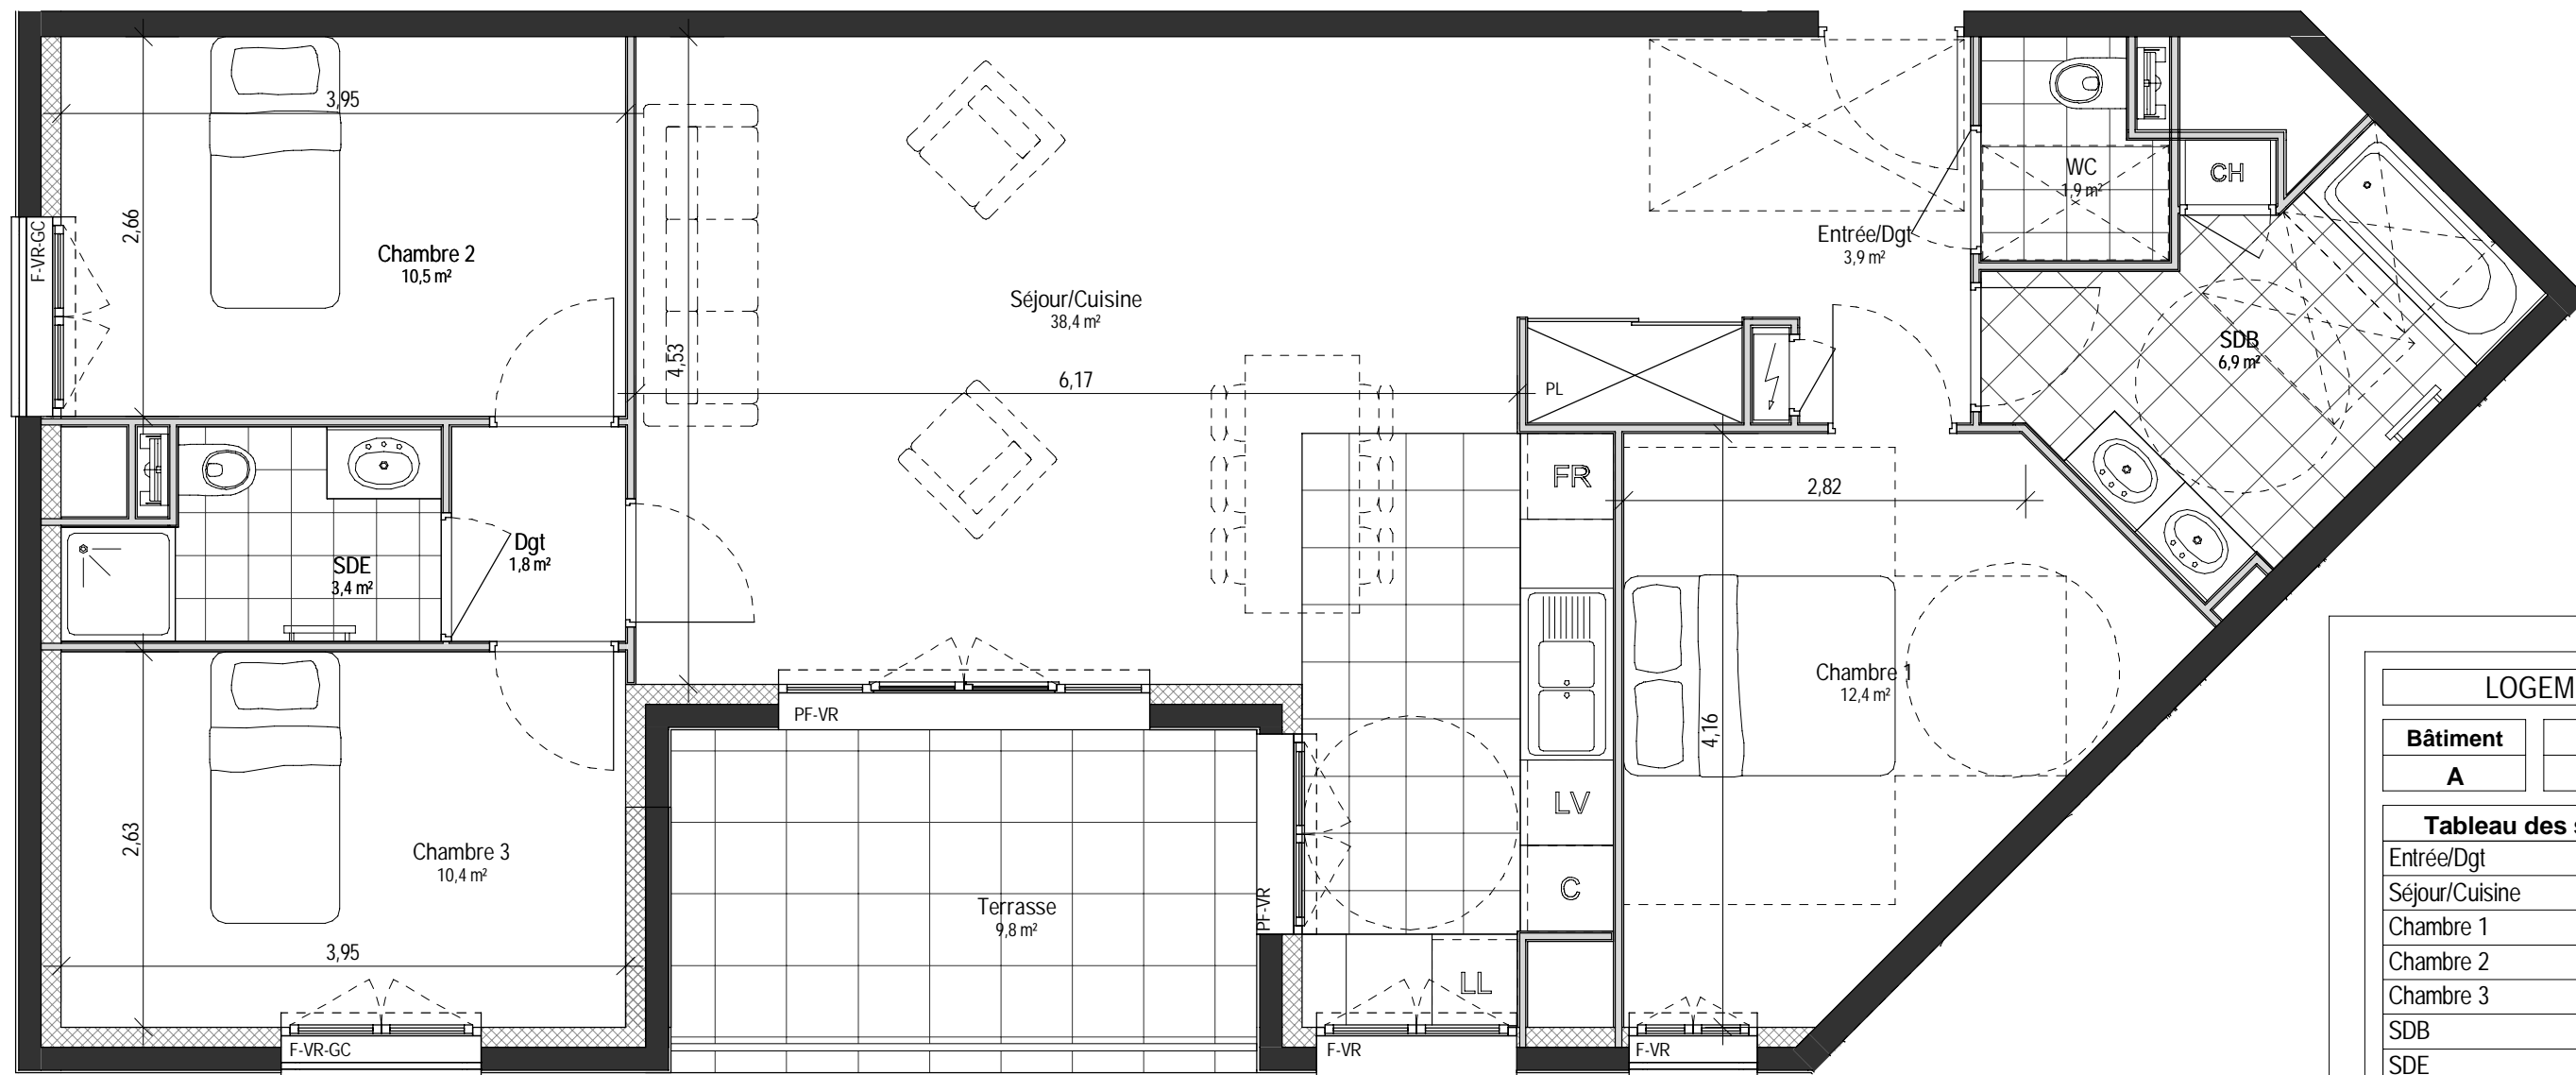 3,95
2,66
F-VR-GC
Chambre 2
10,5 m²
4,53
6,17
Séjour/Cuisine
38,4 m²
Entrée/Dgt
3,9 m²
WC
1,9 m²
CH
SDB
6,9 m²
PL
FR
2,82
Dgt
1,8 m²
SDE
3,4 m²
Chambre 1
12,4 m²
4,16
PF-VR
LV
C
PF-VR
LL
Chambre 3
10,4 m²
2,63
3,95
Terrasse
9,8 m²
F-VR-GC
F-VR
F-VR
LOGEM
Bâtiment
A
Tableau des s
Entrée/Dgt
Séjour/Cuisine
Chambre 1
Chambre 2
Chambre 3
SDB
SDE